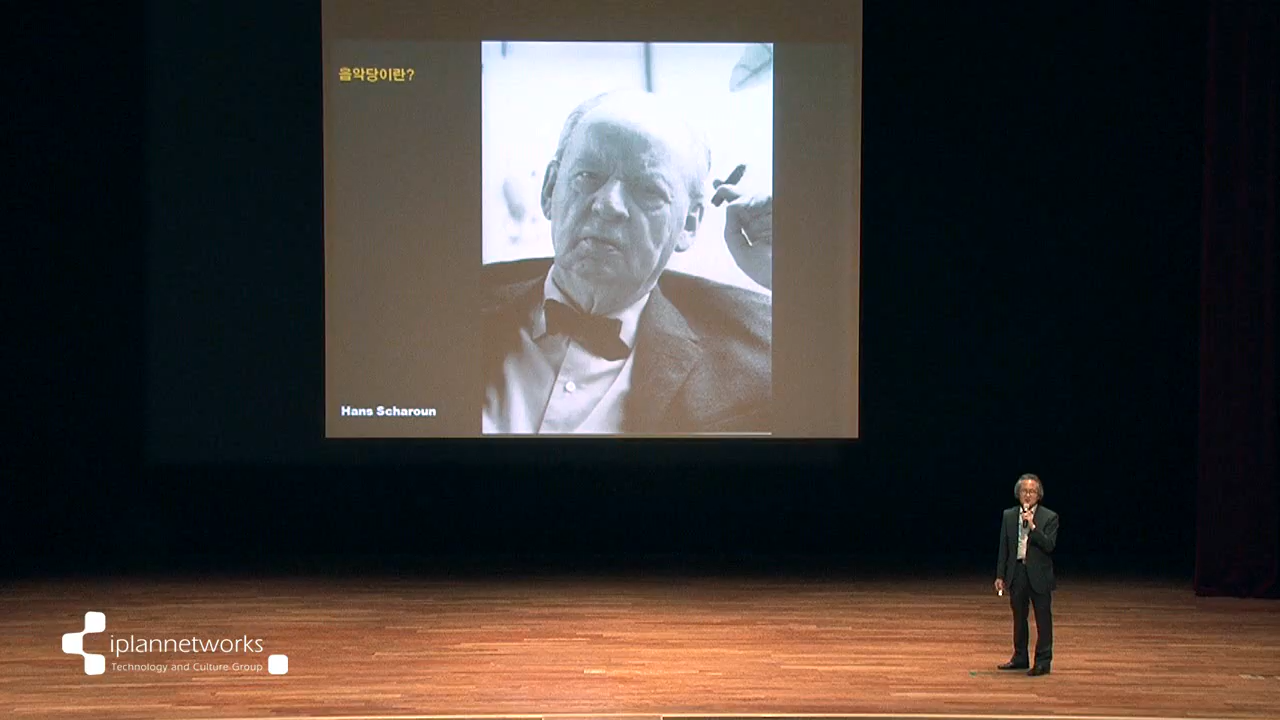 음악당이란?
Hans Scharoun
iplannetworks
Technology and Culture Group